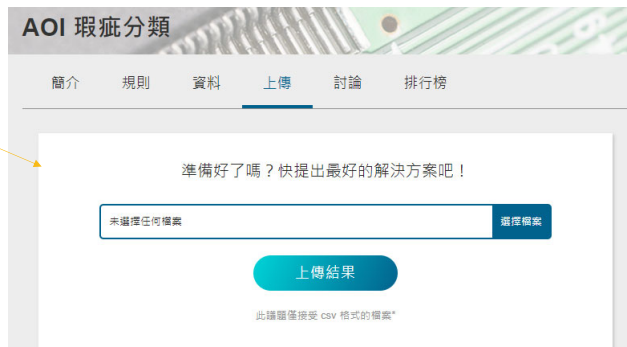 AOI 瑕疵分類
簡介 規則 資料 上傳 討論 排行榜
準備好了嗎？快提出最好的解決方案吧！
未選擇任何檔案 選擇檔案
上傳結果
此議題僅接受 csv 格式的檔案*